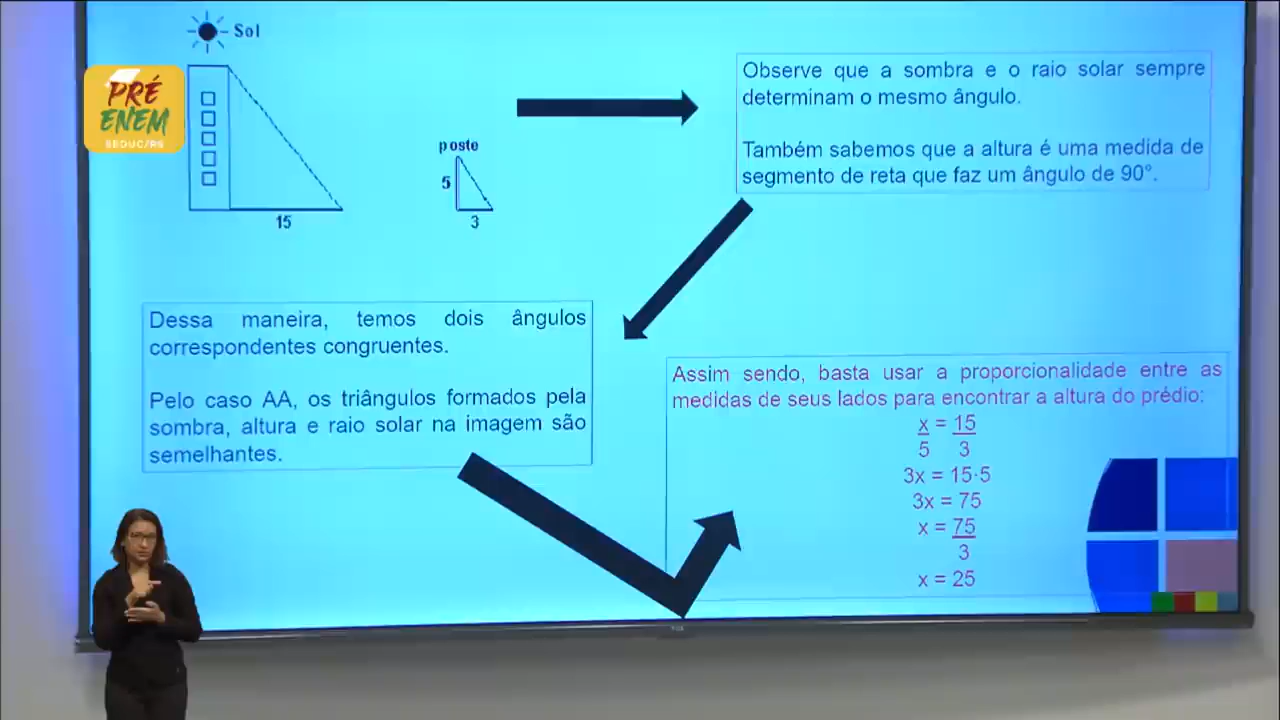 Sol
PRÉ
ENEM
SEDUC/RS
15
poste
5
3
Observe que a sombra e o raio solar sempre
determinam o mesmo ângulo.
Também sabemos que a altura é uma medida de
segmento de reta que faz um ângulo de 90°.
Dessa maneira, temos dois ângulos
correspondentes congruentes.
Pelo caso AA, os triângulos formados pela
sombra, altura e raio solar na imagem são
semelhantes.
Assim sendo, basta usar a proporcionalidade entre as
medidas de seus lados para encontrar a altura do prédio:
x = 15
5 3
3x = 15·5
3x = 75
x = 75
3
x = 25